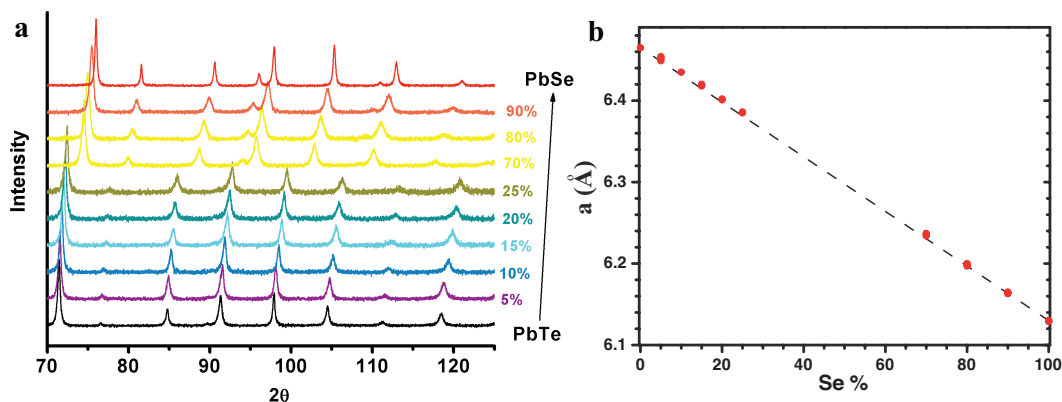 a
Intensity
PbSe
90%
80%
70%
25%
20%
15%
10%
5%
PbTe
70 80 90 100 110 120
2θ
b
a (Å)
6.4
6.3
6.2
6.1
0 20 40 60 80 100
Se %